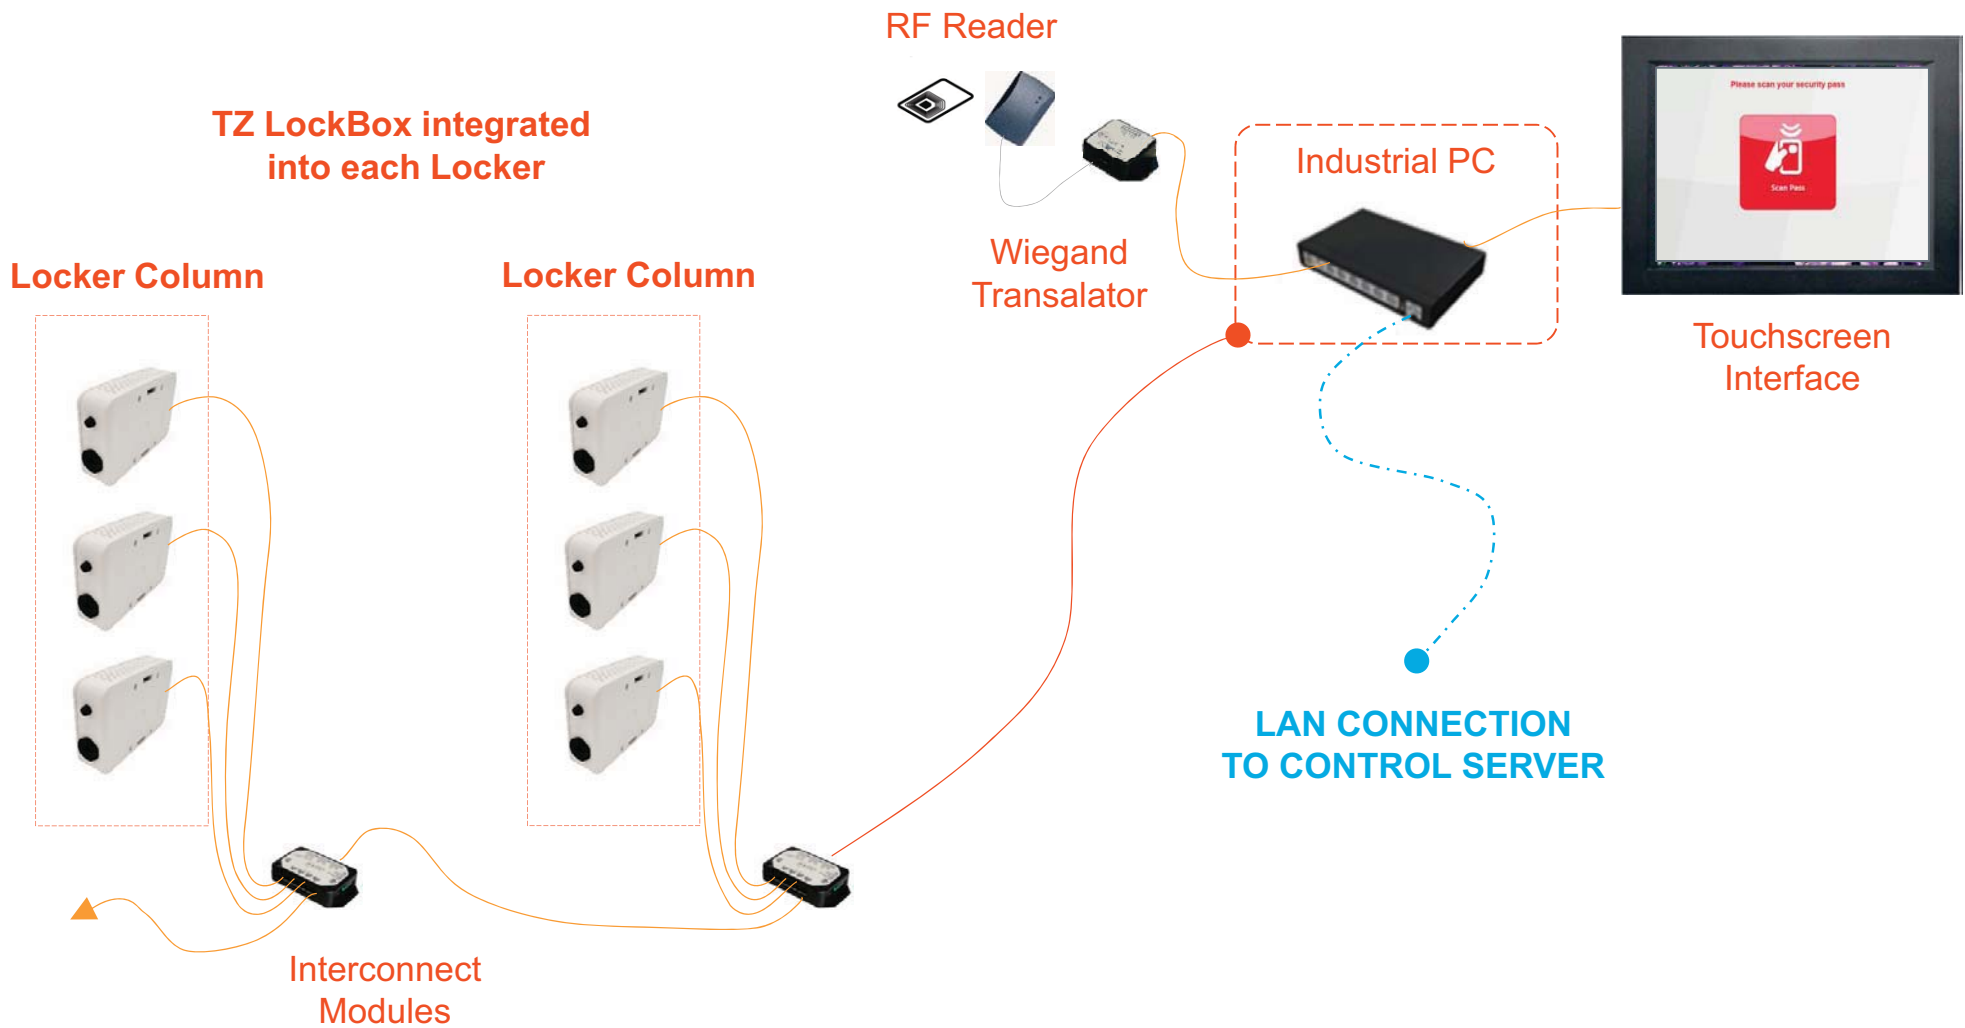 RF Reader
TZ LockBox integrated
into each Locker
Please scan your security pass
Scan Pass
Industrial PC
Wiegand
Transalator
Locker Column
Locker Column
Touchscreen
Interface
LAN CONNECTION
TO CONTROL SERVER
Interconnect
Modules